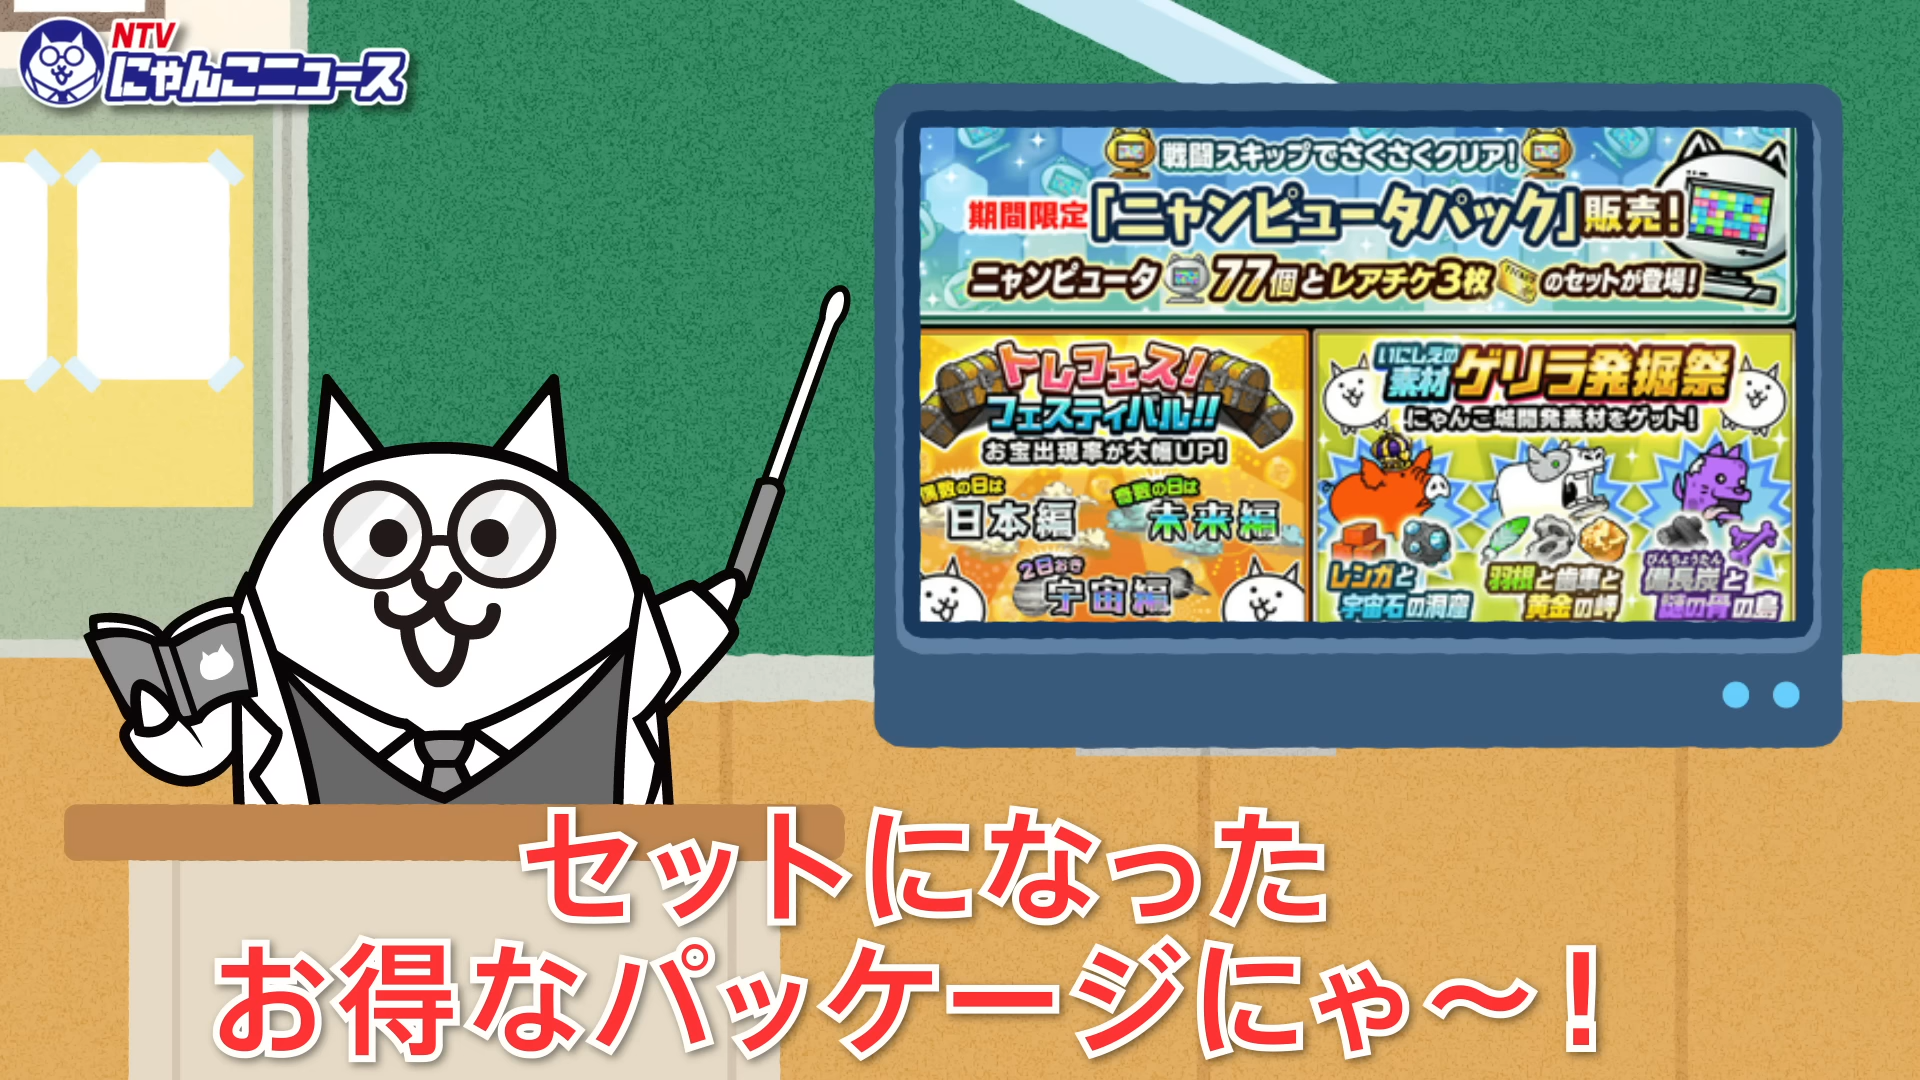 NTV
にゃんこニュース
戦闘スキップでさくさくクリア!
期間限定「ニャンピュータパック」販売!
ニャンピュータ77個とレアチケ3枚のセットが登場!
トレフェス!
フェスティバル!!
お宝出現率が大幅UP!
偶数の日は
日本編
奇数の日は
未来編
2日おき
宇宙編
いにしえの
素材
ゲリラ発掘祭
にゃんこ城開発素材をゲット!
レンガと
宇宙石の洞窟
羽根と歯車と
黄金の岬
びんちょうたん
備長炭と
謎の骨の島
セットになった
お得なパッケージにゃ～！